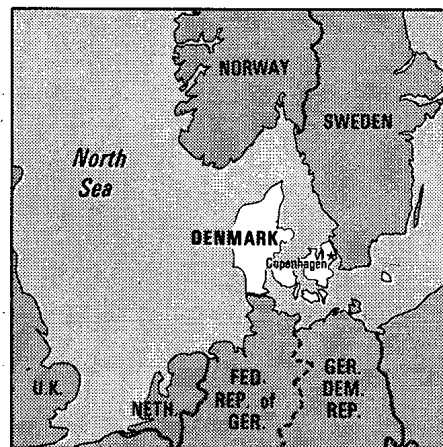 NORWAY
SWEDEN
North
Sea
DENMARK
Copenhagen
U.K.
NETH.
FED.
REP. of
GER.
GER.
DEM.
REP.